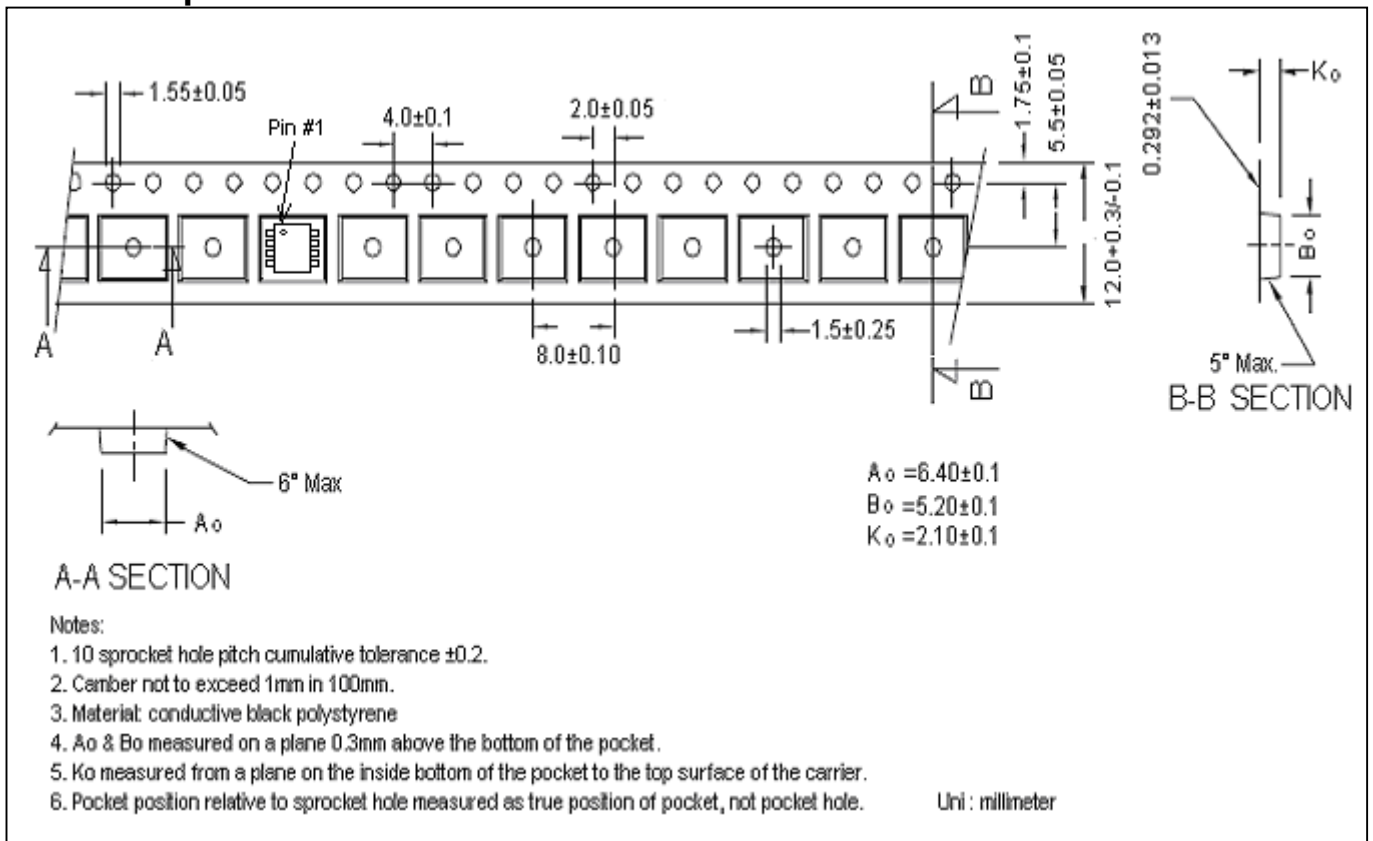 1.55±0.05
Pin #1
4.0±0.1
2.0±0.05
B
1.75±0.1
5.5±0.05
0.292±0.013
Ko
12.0+0.3/-0.1
Bo
A
A
8.0±0.10
1.5±0.25
B
5° Max.
B-B SECTION
6° Max
Ao
A-A SECTION
Ao =6.40±0.1
Bo =5.20±0.1
Ko =2.10±0.1
Notes:
1. 10 sprocket hole pitch cumulative tolerance ±0.2.
2. Camber not to exceed 1mm in 100mm.
3. Material: conductive black polystyrene
4. Ao & Bo measured on a plane 0.3mm above the bottom of the pocket.
5. Ko measured from a plane on the inside bottom of the pocket to the top surface of the carrier.
6. Pocket position relative to sprocket hole measured as true position of pocket, not pocket hole.
Uni : millimeter